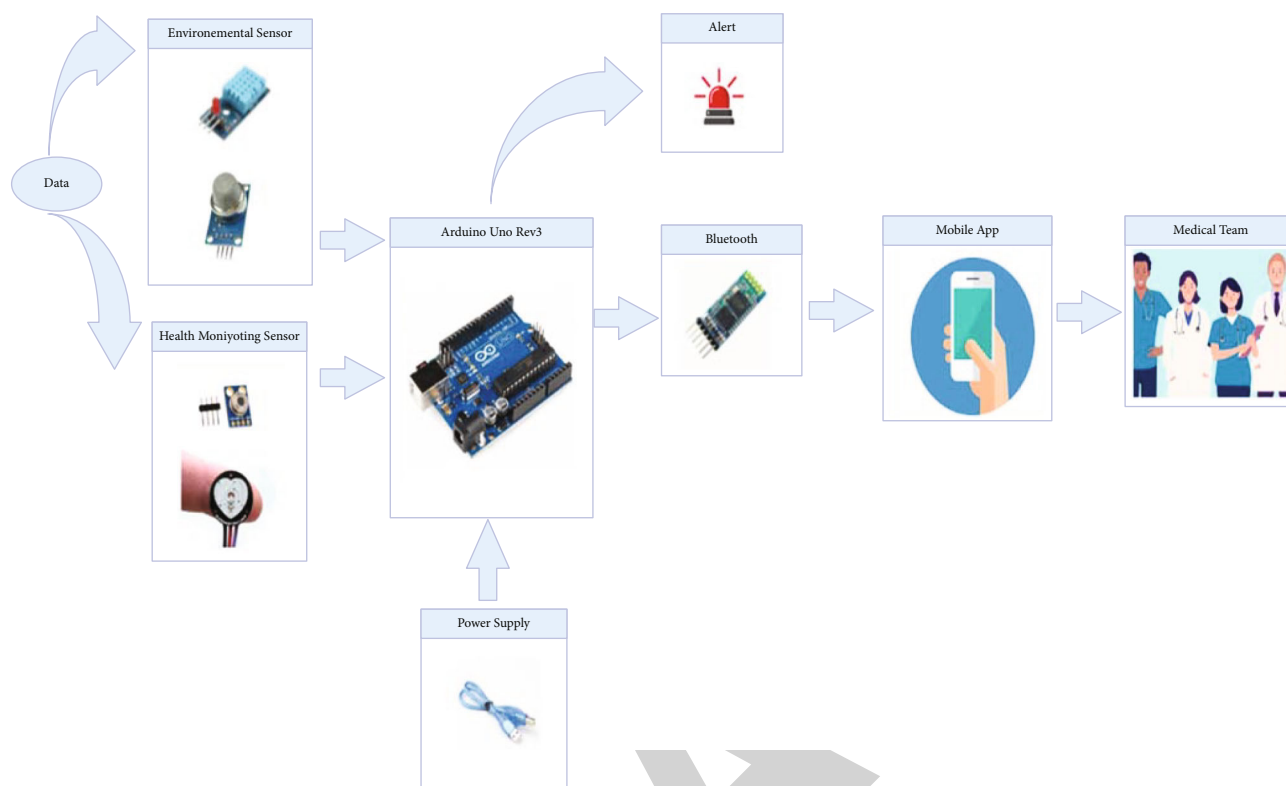 Environemental Sensor
Alert
Data
Arduino Uno Rev3
Bluetooth
Mobile App
Medical Team
Health Moniyoting Sensor
Power Supply